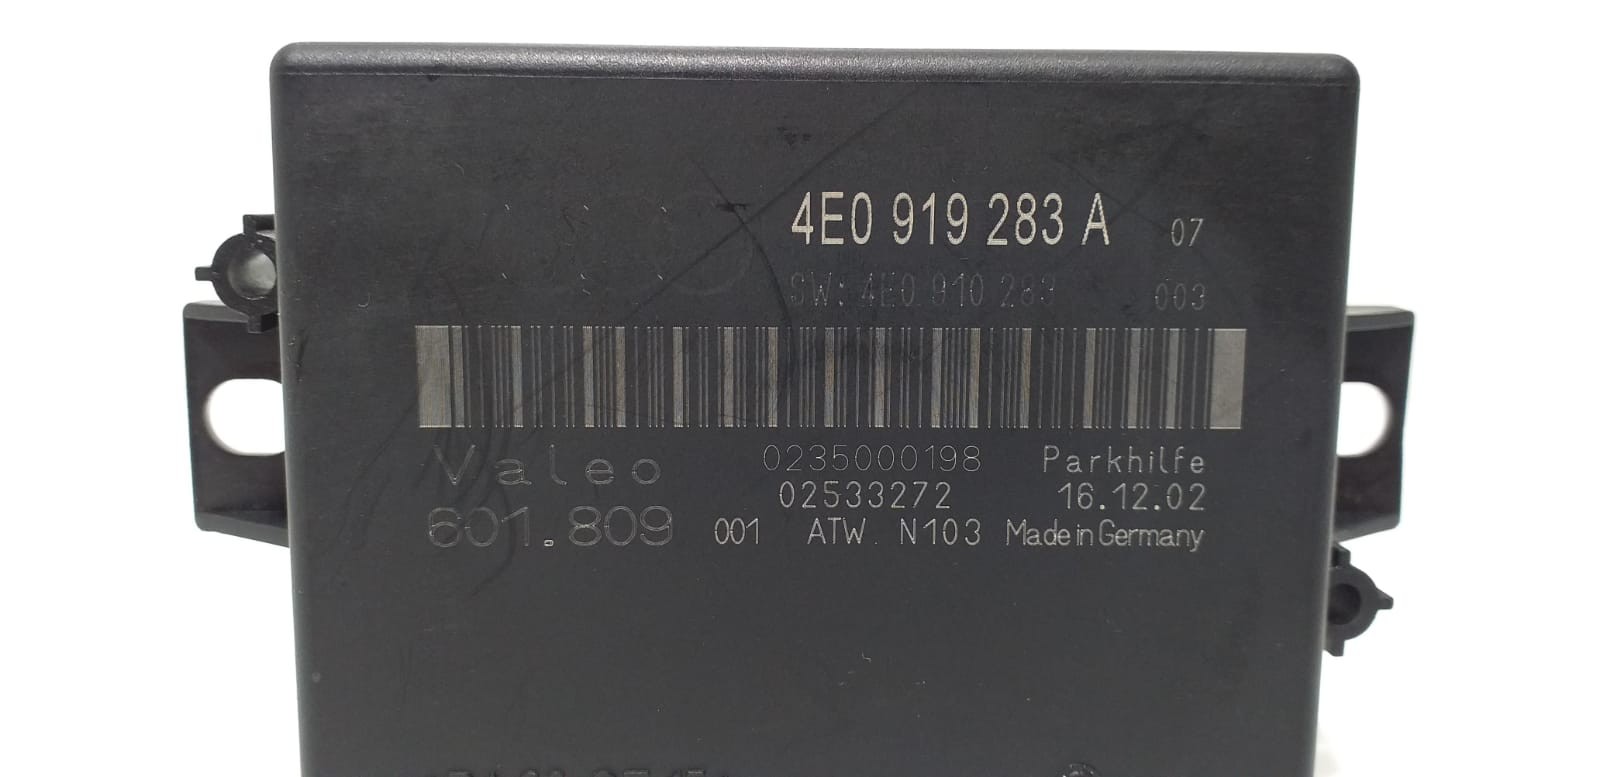 4E0 919 283 A 07
SW: 4E0 910 283 003
Valeo 0235000198 Parkhilfe
02533272 16.12.02
601.809 001 ATW N103 Made in Germany